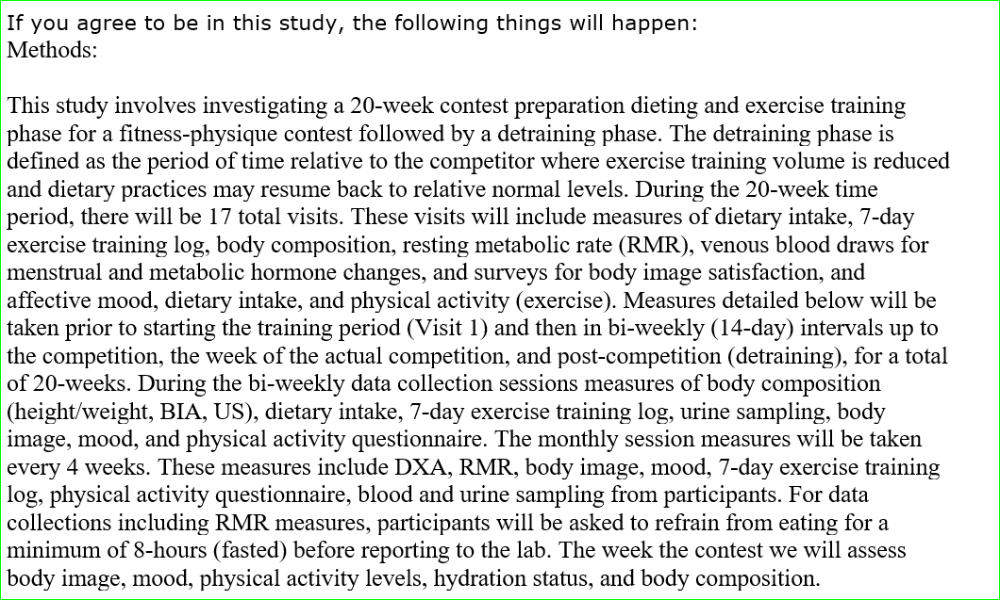 If you agree to be in this study, the following things will happen:
Methods:
This study involves investigating a 20-week contest preparation dieting and exercise training
phase for a fitness-physique contest followed by a detraining phase. The detraining phase is
defined as the period of time relative to the competitor where exercise training volume is reduced
and dietary practices may resume back to relative normal levels. During the 20-week time
period, there will be 17 total visits. These visits will include measures of dietary intake, 7-day
exercise training log, body composition, resting metabolic rate (RMR), venous blood draws for
menstrual and metabolic hormone changes, and surveys for body image satisfaction, and
affective mood, dietary intake, and physical activity (exercise). Measures detailed below will be
taken prior to starting the training period (Visit 1) and then in bi-weekly (14-day) intervals up to
the competition, the week of the actual competition, and post-competition (detraining), for a total
of 20-weeks. During the bi-weekly data collection sessions measures of body composition
(height/weight, BIA, US), dietary intake, 7-day exercise training log, urine sampling, body
image, mood, and physical activity questionnaire. The monthly session measures will be taken
every 4 weeks. These measures include DXA, RMR, body image, mood, 7-day exercise training
log, physical activity questionnaire, blood and urine sampling from participants. For data
collections including RMR measures, participants will be asked to refrain from eating for a
minimum of 8-hours (fasted) before reporting to the lab. The week the contest we will assess
body image, mood, physical activity levels, hydration status, and body composition.